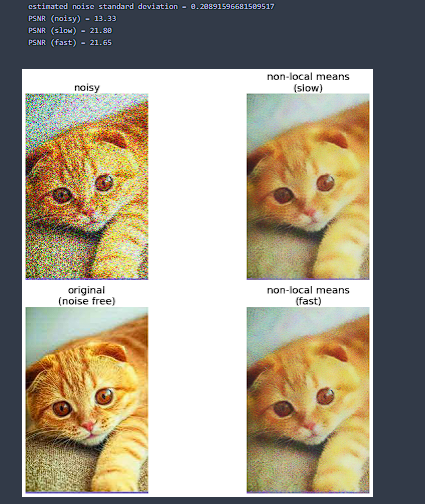 estimated noise standard deviation = 0.20891596681509517
PSNR (noisy) = 13.33
PSNR (slow) = 21.80
PSNR (fast) = 21.65
noisy
non-local means
(slow)
original
(noise free)
non-local means
(fast)